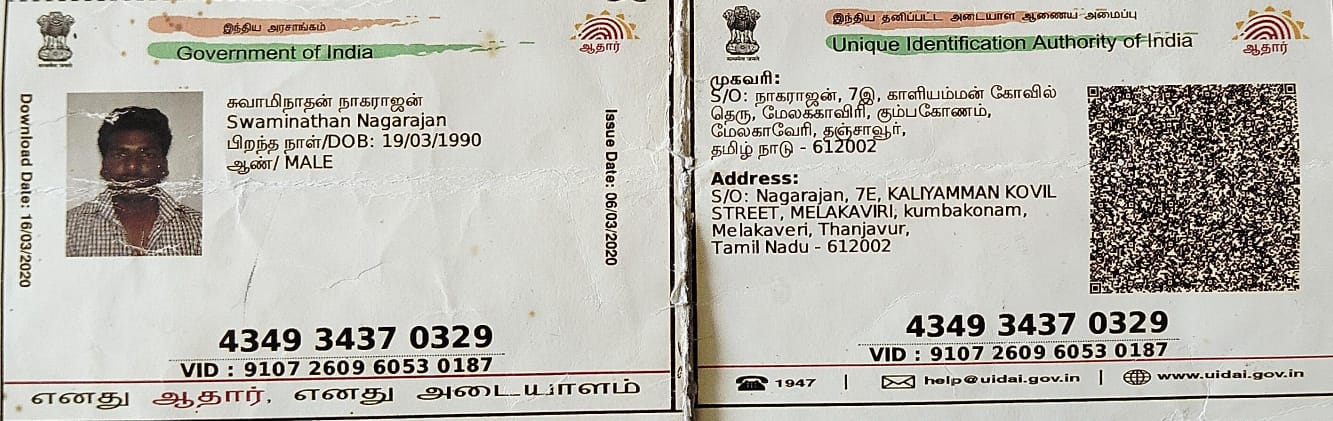 இந்திய அரசாங்கம்
Government of India
ஆதார்
Download Date: 16/03/2020
சுவாமிநாதன் நாகராஜன்
Swaminathan Nagarajan
பிறந்த நாள்/DOB: 19/03/1990
ஆண்/ MALE
Issue Date: 06/03/2020
4349 3437 0329
VID : 9107 2609 6053 0187
எனது ஆதார், எனது அடையாளம்
இந்திய தனிப்பட்ட அடையாள ஆணைய அமைப்பு
Unique Identification Authority of India
ஆதார்
முகவரி:
S/O: நாகராஜன், 7இ, காளியம்மன் கோவில்
தெரு, மேலக்காவிரி, கும்பகோணம்,
மேலகாவேரி, தஞ்சாவூர்,
தமிழ் நாடு - 612002
Address:
S/O: Nagarajan, 7E, KALIYAMMAN KOVIL
STREET, MELAKAVIRI, kumbakonam,
Melakaveri, Thanjavur,
Tamil Nadu - 612002
4349 3437 0329
VID : 9107 2609 6053 0187
1947 | help@uidai.gov.in | www.uidai.gov.in